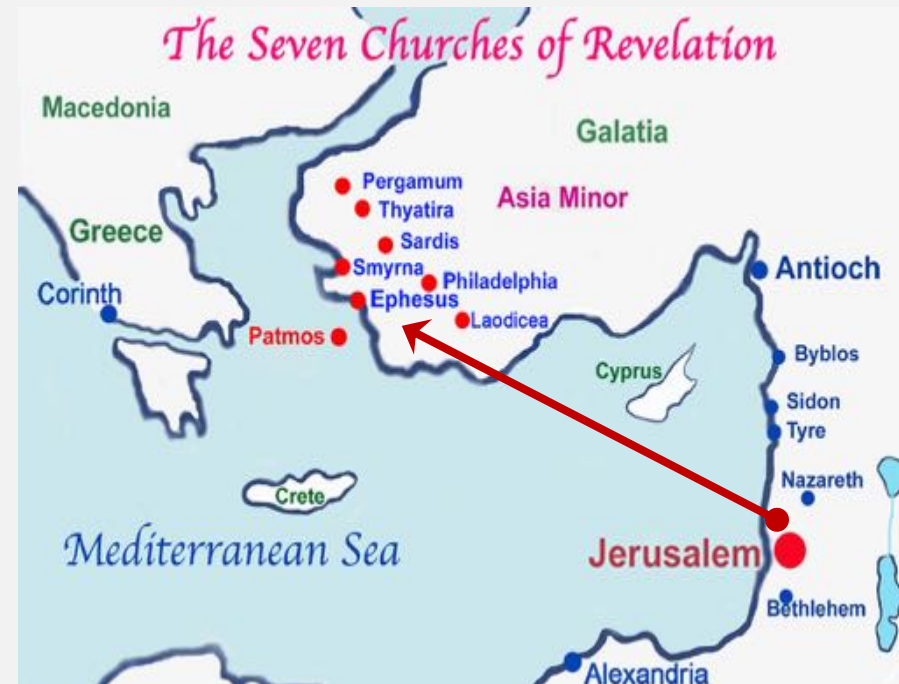 The Seven Churches of Revelation
Macedonia
Galatia
Pergamum
Asia Minor
Thyatira
Greece
Sardis
Smyrna
Philadelphia
Antioch
Corinth
Ephesus
Laodicea
Patmos
Byblos
Cyprus
Sidon
Tyre
Nazareth
Crete
Mediterranean Sea
Jerusalem
Bethlehem
Alexandria